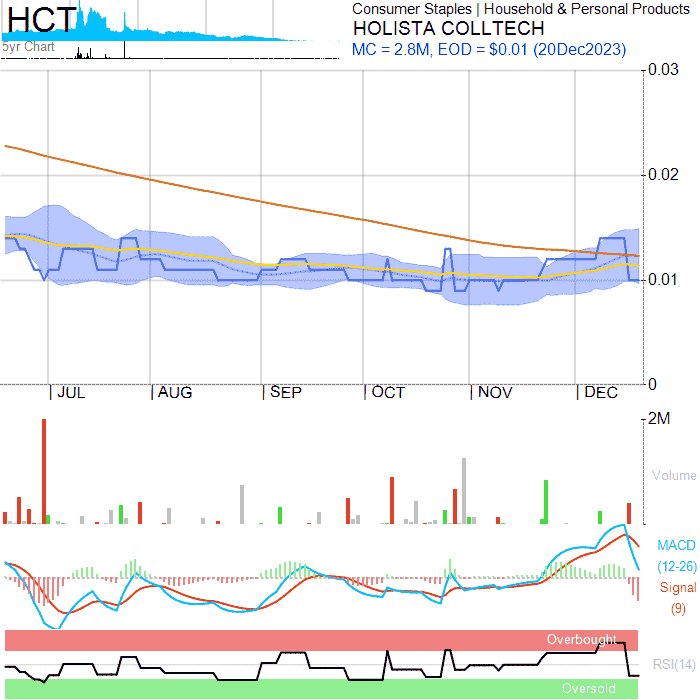 HCT
5yr Chart
Consumer Staples | Household & Personal Products
HOLISTA COLLTECH
MC = 2.8M, EOD = $0.01 (20Dec2023)
0.03
0.02
0.01
0
JUL AUG SEP OCT NOV DEC
2M
Volume
MACD
(12-26)
Signal
(9)
Overbought
RSI(14)
Oversold